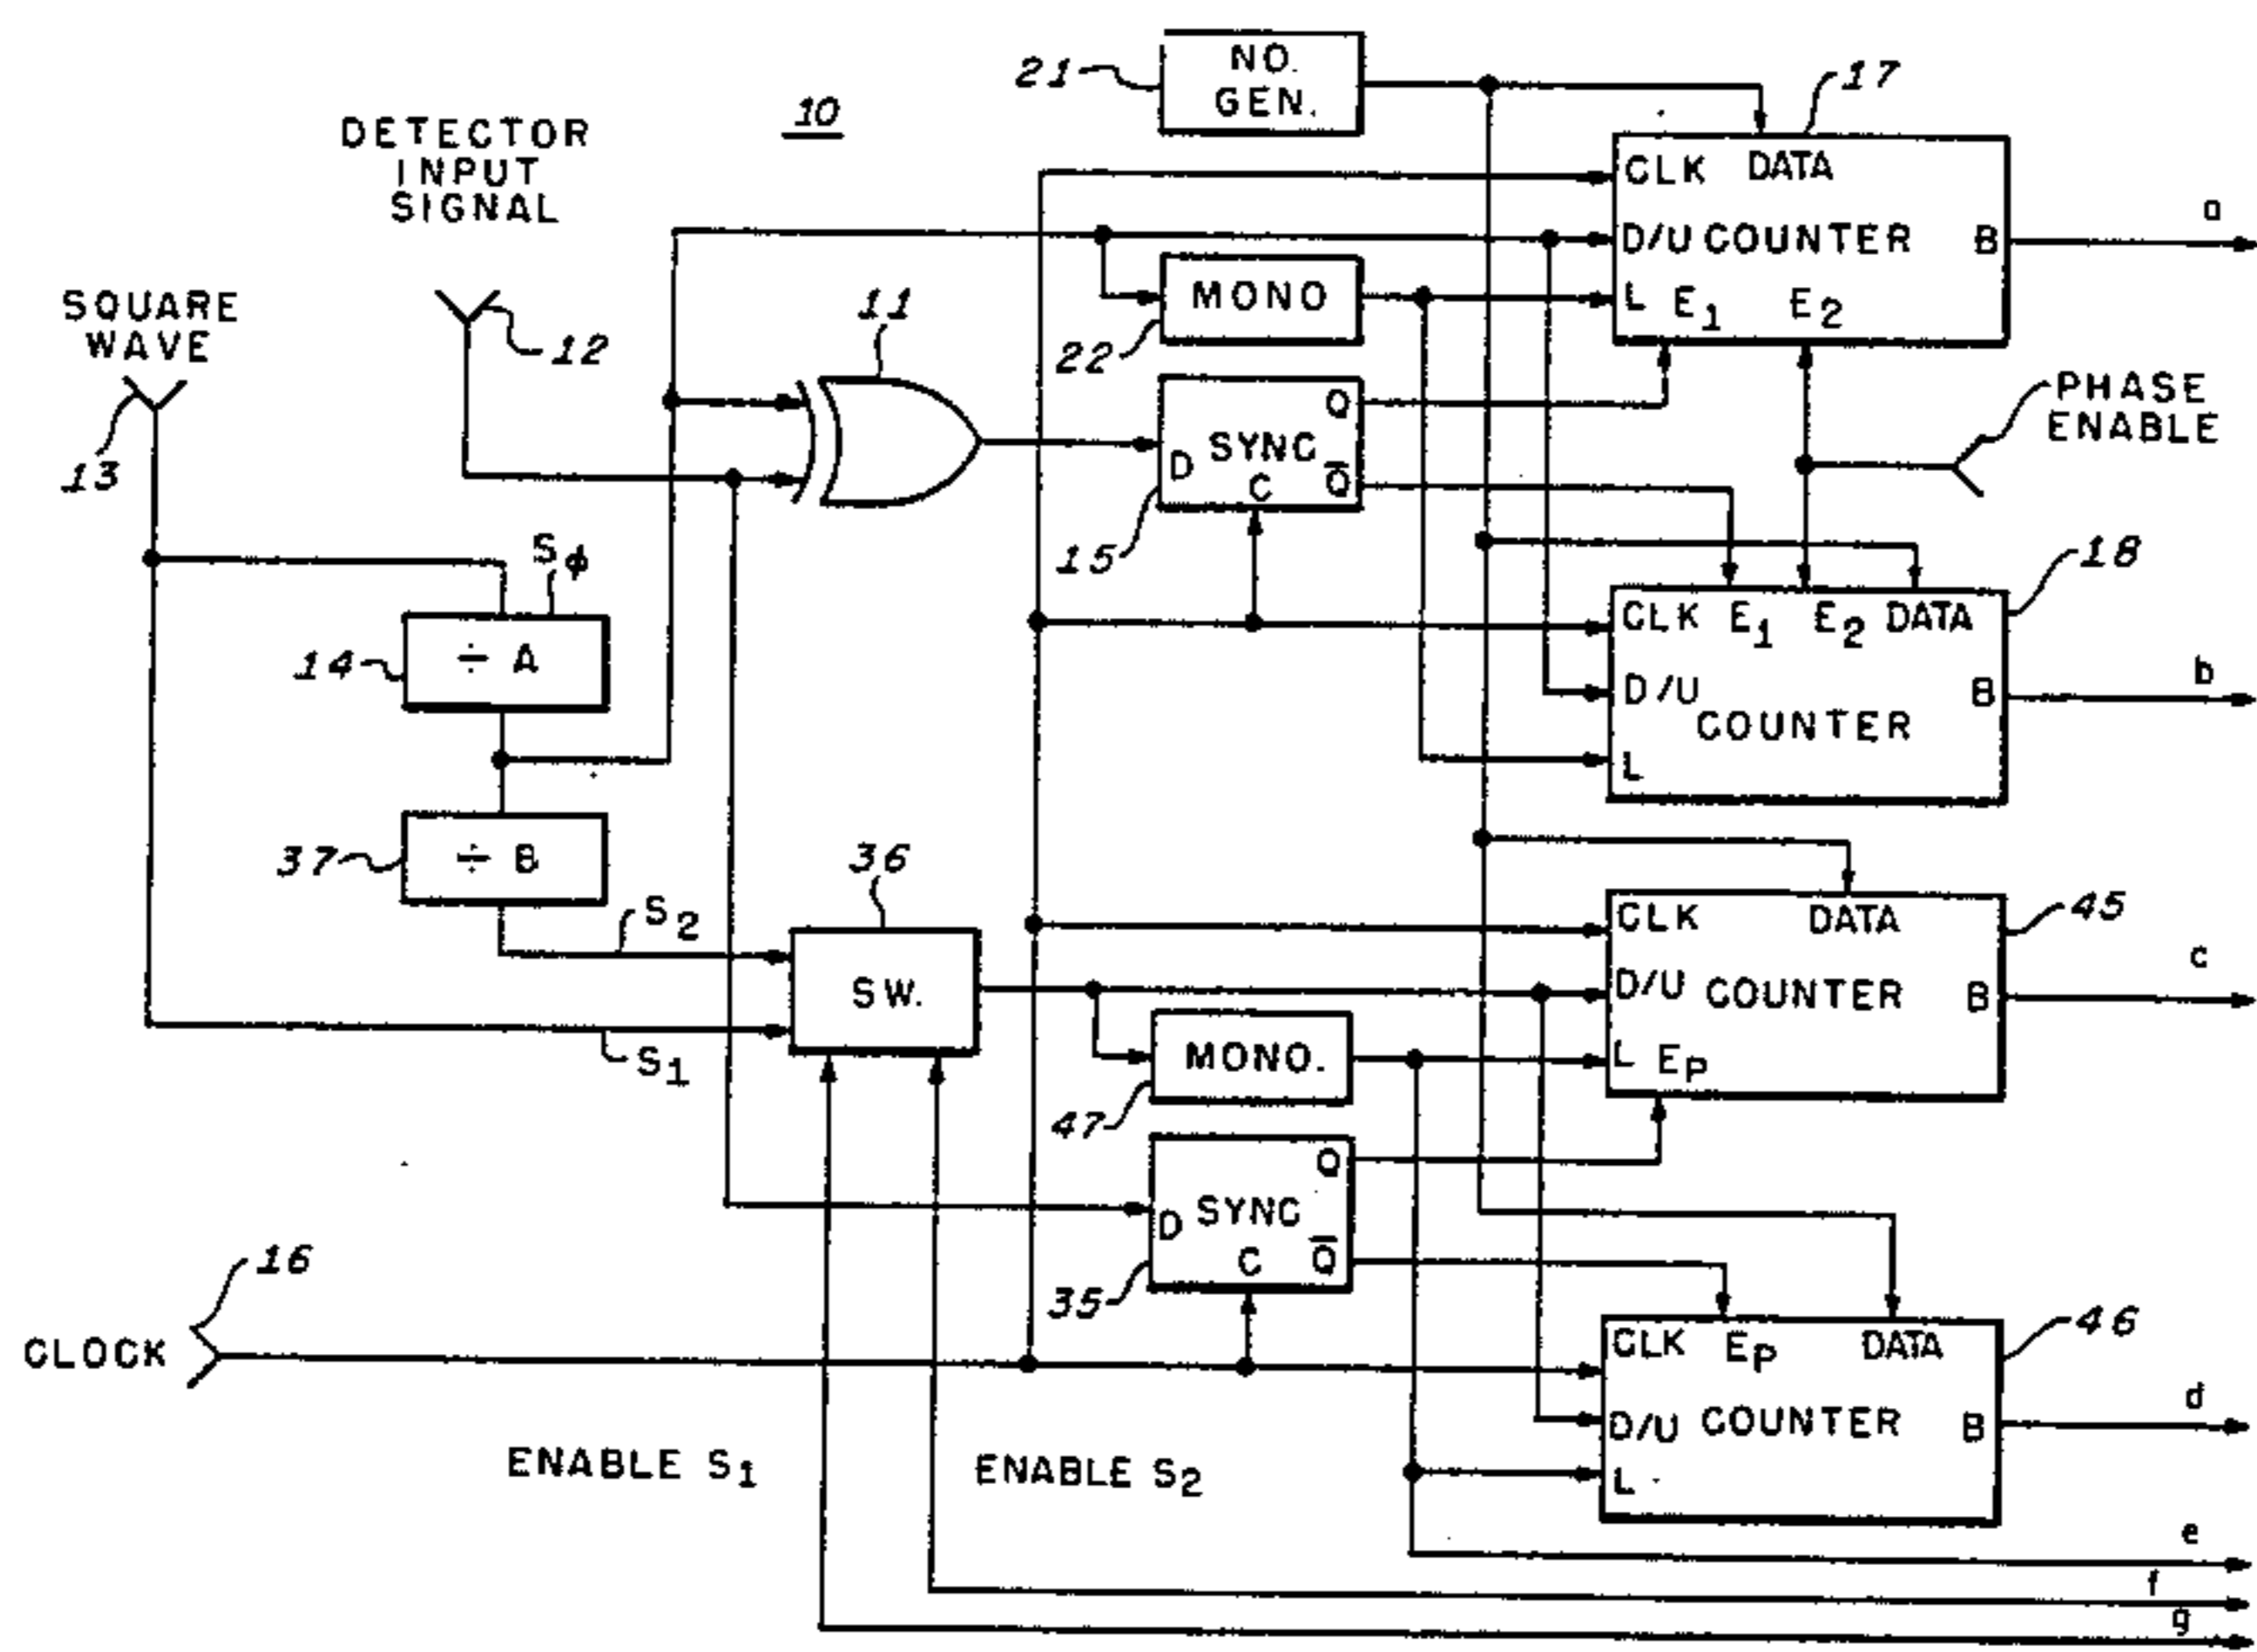 10
21
NO.
GEN.
17
DETECTOR
INPUT
SIGNAL
CLK DATA
D/U COUNTER B
L E1 E2
a
SQUARE
WAVE
12
11
MONO
22
13
PHASE
ENABLE
Q
D SYNC
C Q̅
15
Sϕ
18
14
÷ A
CLK E1 E2 DATA
D/U B
COUNTER
L
b
37
÷ B
S2
36
SW.
S1
45
CLK DATA
D/U COUNTER B
L EP
c
MONO.
47
Q
D SYNC
C Q̅
35
16
CLOCK
46
CLK EP DATA
D/U COUNTER B
L
d
ENABLE S1
ENABLE S2
e
f
g